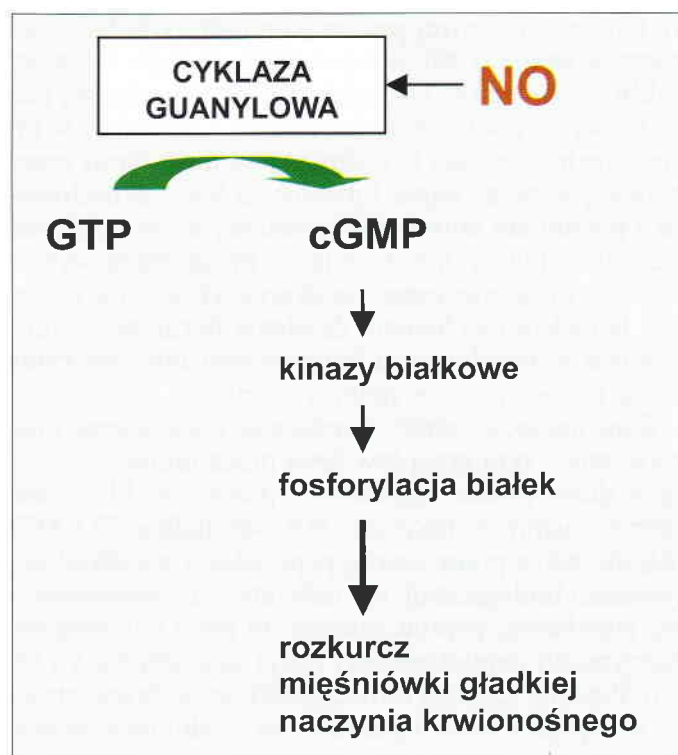 CYKLAZA
GUANYLOWA
NO
GTP
cGMP
kinazy białkowe
fosforylacja białek
rozkurcz
mięśniówki gładkiej
naczynia krwionośnego